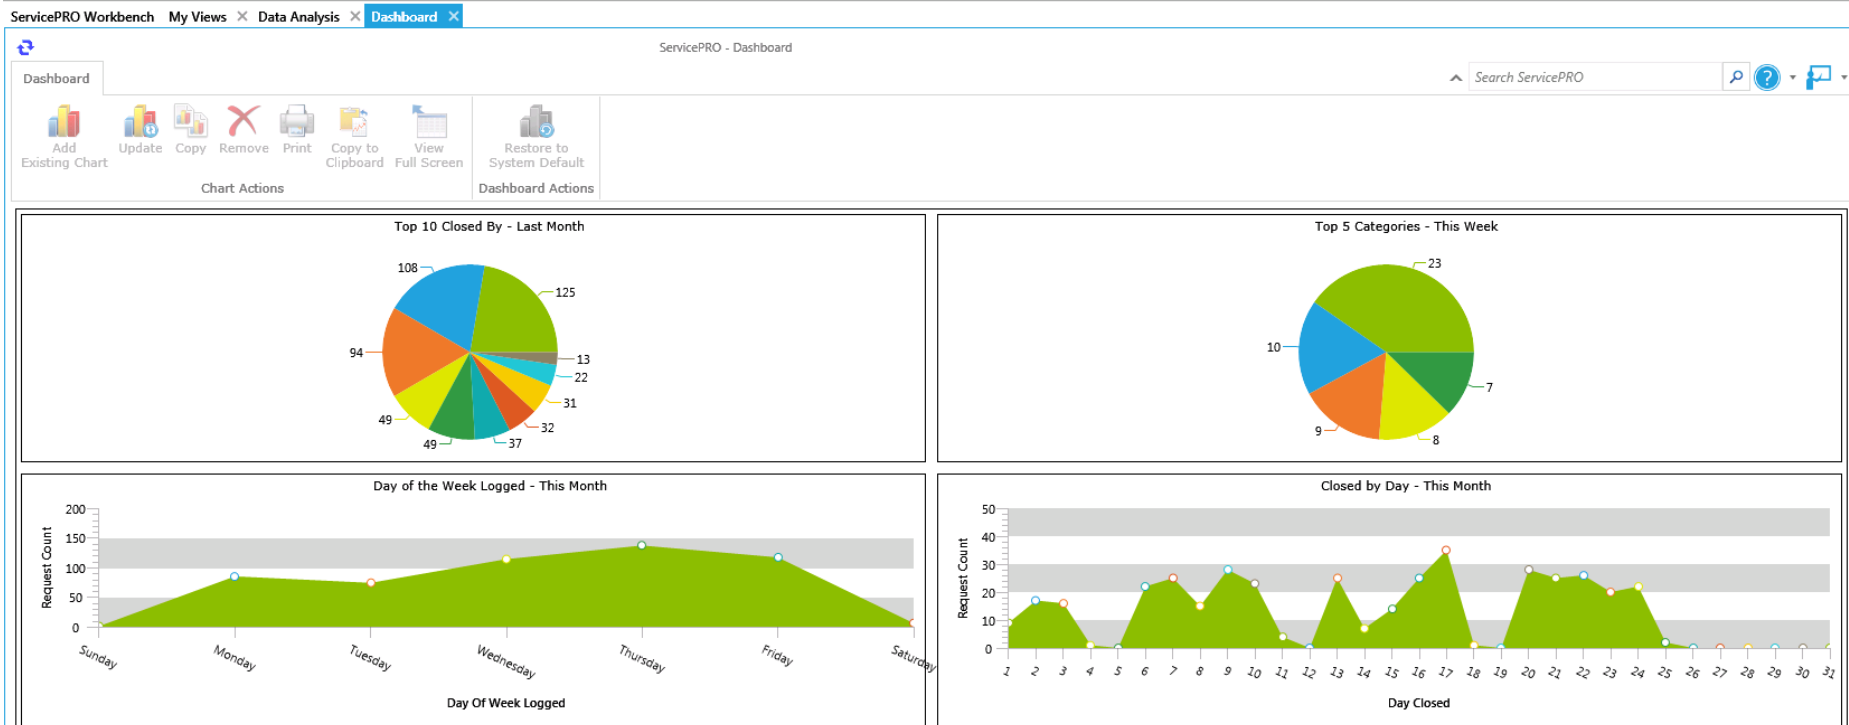 ServicePRO Workbench My Views Data Analysis Dashboard
ServicePRO - Dashboard
Dashboard
Search ServicePRO
?
Add Existing Chart
Update
Copy
Remove
Print
Copy to Clipboard
View Full Screen
Restore to System Default
Chart Actions
Dashboard Actions
Top 10 Closed By - Last Month
108
125
94
13
22
31
49
32
49
37
Top 5 Categories - This Week
23
10
7
9
8
Day of the Week Logged - This Month
Request Count
200
150
100
50
0
Sunday Monday Tuesday Wednesday Thursday Friday Saturday
Day Of Week Logged
Closed by Day - This Month
Request Count
50
40
30
20
10
0
1 2 3 4 5 6 7 8 9 10 11 12 13 14 15 16 17 18 19 20 21 22 23 24 25 26 27 28 29 30 31
Day Closed